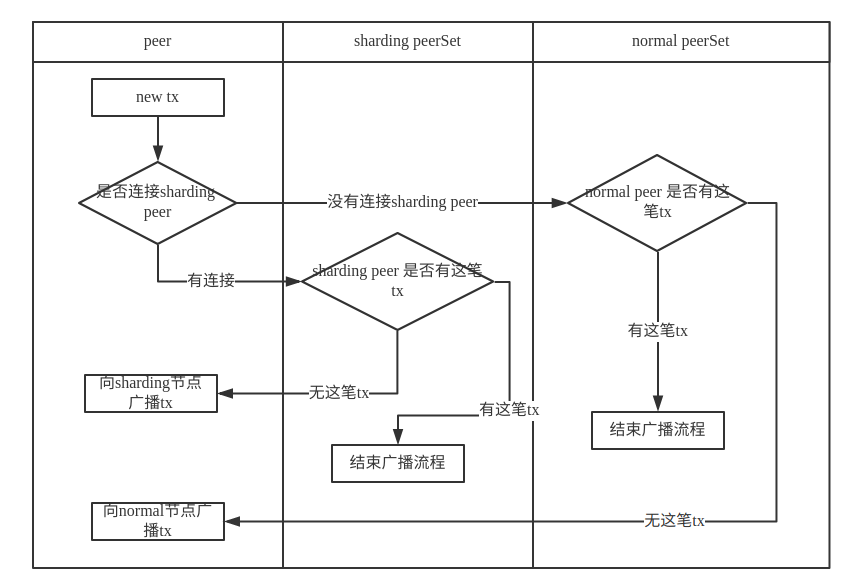 peer
sharding peerSet
normal peerSet
new tx
是否连接sharding
peer
没有连接sharding peer
normal peer 是否有这
笔tx
有连接
sharding peer 是否有这笔
tx
有这笔tx
向sharding节点
广播tx
无这笔tx
有这笔tx
结束广播流程
结束广播流程
向normal节点广
播tx
无这笔tx